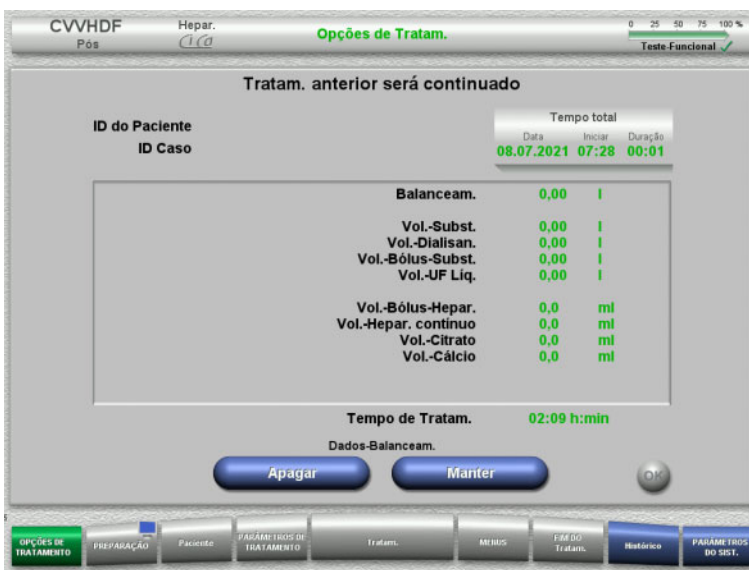 CVVHDF
Pós
Hepar.
Ci Ca
Opções de Tratam.
0 25 50 75 100 %
Teste-Funcional
Tratam. anterior será continuado
ID do Paciente
ID Caso
Tempo total
Data Iniciar Duração
08.07.2021 07:28 00:01
Balanceam. 0,00 l
Vol.-Subst. 0,00 l
Vol.-Dialisan. 0,00 l
Vol.-Bólus-Subst. 0,00 l
Vol.-UF Líq. 0,00 l
Vol.-Bólus-Hepar. 0,0 ml
Vol.-Hepar. contínuo 0,0 ml
Vol.-Citrato 0,0 ml
Vol.-Cálcio 0,0 ml
Tempo de Tratam. 02:09 h:min
Dados-Balanceam.
Apagar
Manter
OK
OPÇÕES DE
TRATAMENTO
PREPARAÇÃO
Paciente
PARÂMETROS DE
TRATAMENTO
Tratam.
MENUS
FIM DO
Tratam.
Histórico
PARÂMETROS
DO SIST.